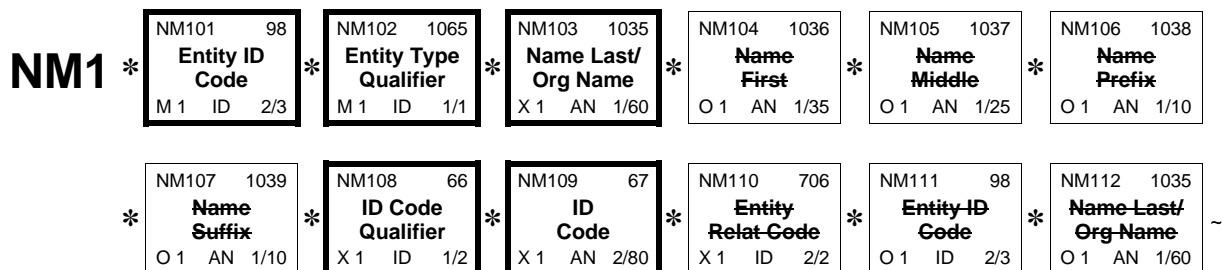 NM1 * NM101 98 * NM102 1065 * NM103 1035 * NM104 1036 * NM105 1037 * NM106 1038
Entity ID Entity Type Name Last/ Name Name Name
Code Qualifier Org Name First Middle Prefix
M 1 ID 2/3 M 1 ID 1/1 X 1 AN 1/60 O 1 AN 1/35 O 1 AN 1/25 O 1 AN 1/10
* NM107 1039 * NM108 66 * NM109 67 * NM110 706 * NM111 98 * NM112 1035 ~
Name ID Code ID Entity Entity ID Name Last/
Suffix Qualifier Code Relat Code Code Org Name
O 1 AN 1/10 X 1 ID 1/2 X 1 AN 2/80 X 1 ID 2/2 O 1 ID 2/3 O 1 AN 1/60